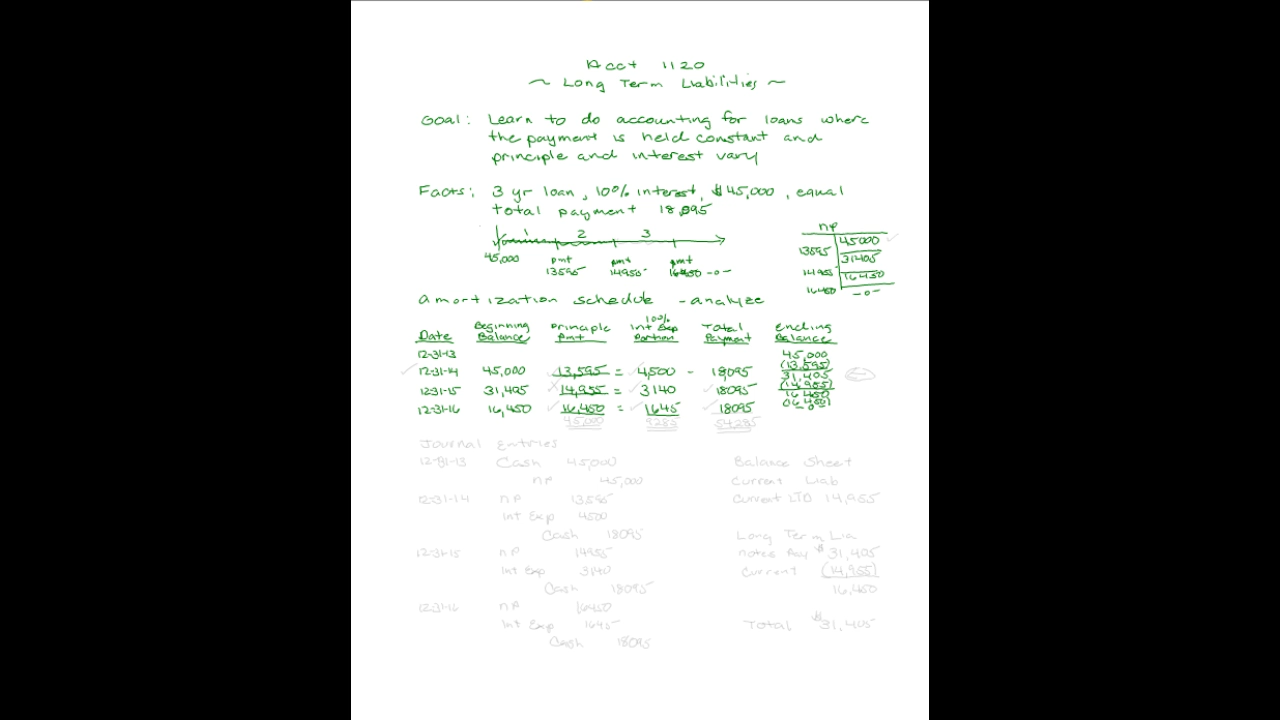 Acct 1120
~ Long Term Liabilities ~
Goal: Learn to do accounting for loans where
the payment is held constant and
principle and interest vary
Facts: 3 yr loan, 10% interest, $45,000, equal
total payment 18,095
1 2 3
45,000 pmt pmt pmt
13595 14955 16450 -0-
NP
45000
13595 31405
14955 16450
16450 -0-
Amortization schedule - analyze
Date Beginning Balance Principle Pmt 10% Int Exp Portion Total Payment Ending Balance
12-31-13 45,000
(13,595)
12-31-14 45,000 13,595 = 4,500 - 18,095 31,405
(14,955)
12-31-15 31,405 14,955 = 3140 18095 16450
(16,450)
12-31-16 16,450 16,450 = 1645 18095 -0-
45,000 9285 54,285
Journal Entries
12-31-13 Cash 45,000
NP 45,000
12-31-14 NP 13,595
Int Exp 4500
Cash 18095
12-31-15 NP 14955
Int Exp 3140
Cash 18095
12-31-16 NP 16450
Int Exp 1645
Cash 18095
Balance Sheet
Current Liab
Current LTD 14,955
Long Term Lia
Notes Pay $31,405
Current (14,955)
16,450
Total $31,405